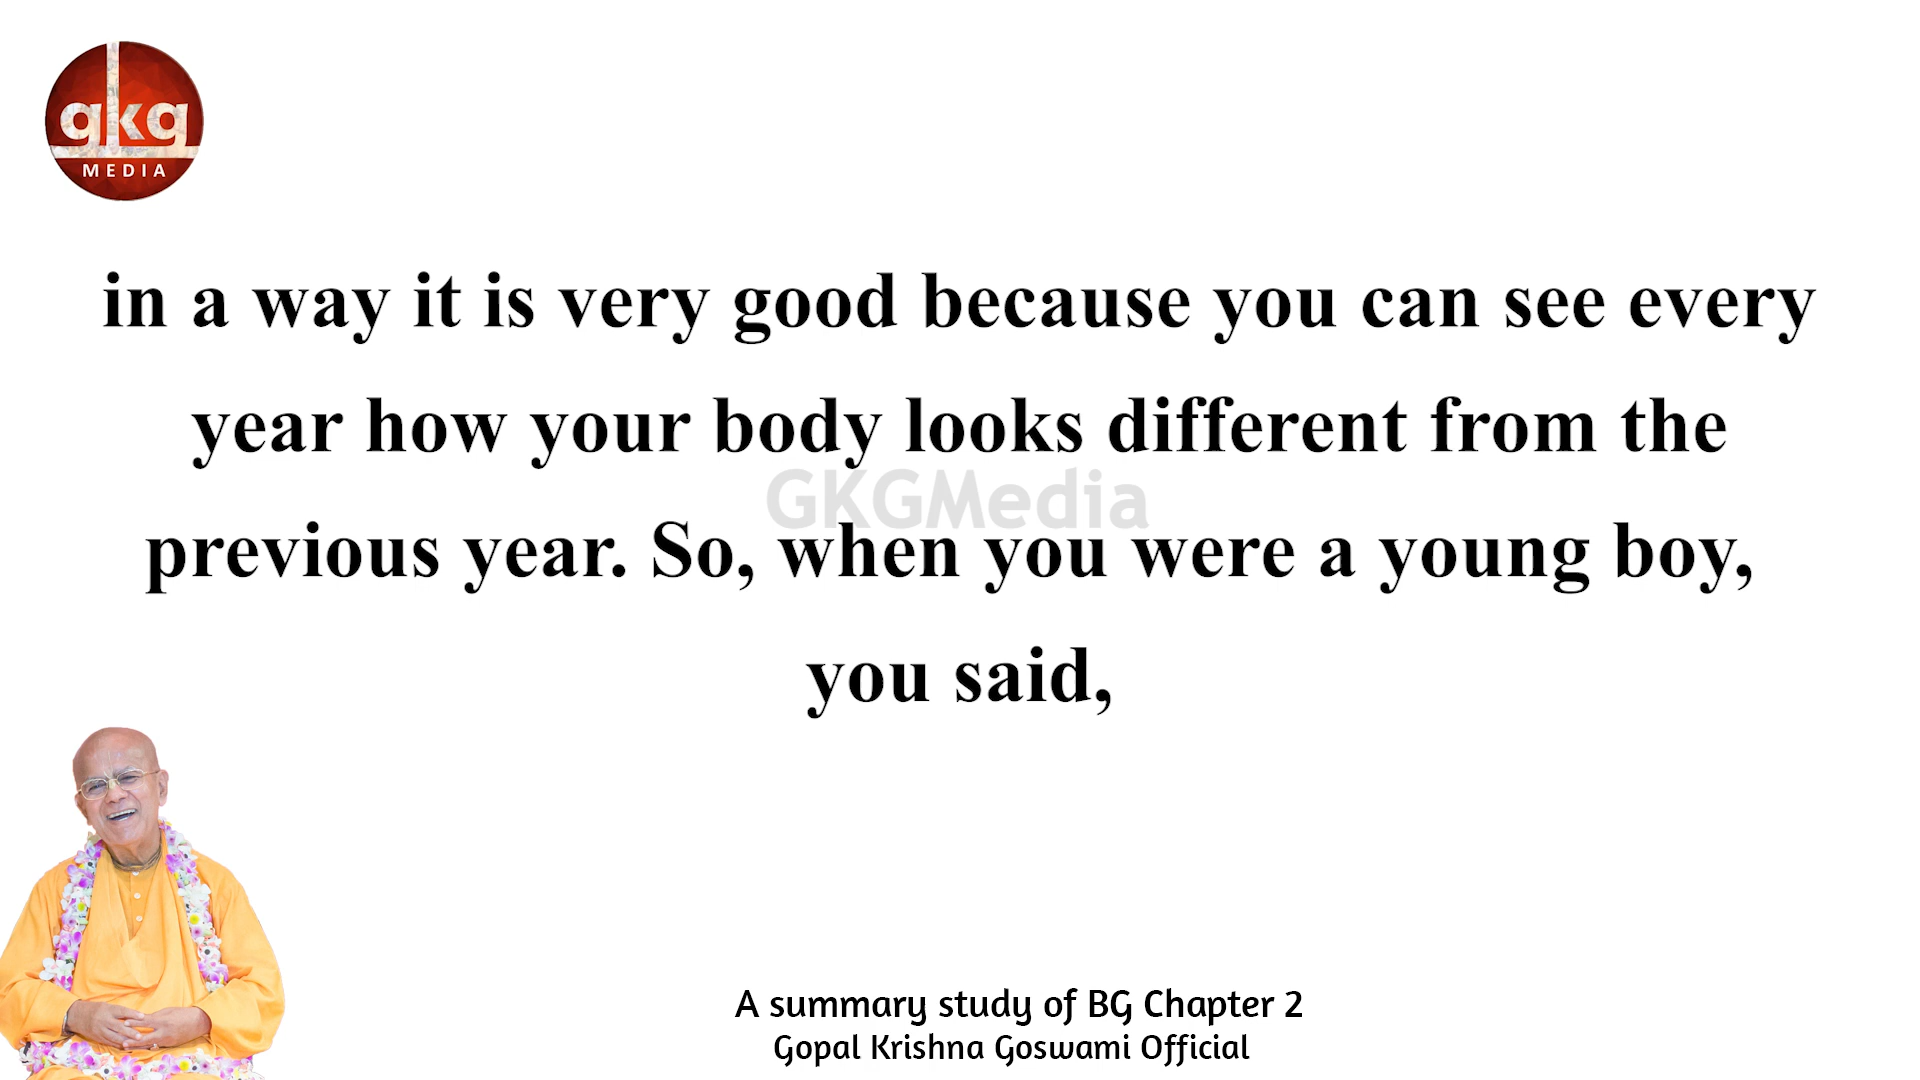 gkg
MEDIA
in a way it is very good because you can see every
year how your body looks different from the
GKGMedia
previous year. So, when you were a young boy,
you said,
A summary study of BG Chapter 2
Gopal Krishna Goswami Official